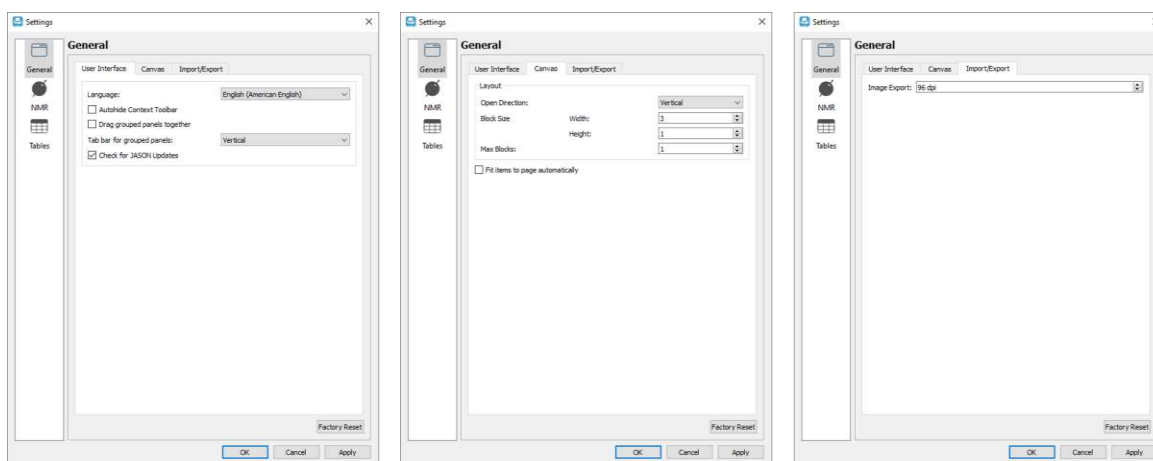 Settings
General
General
NMR
Tables
User Interface Canvas Import/Export
Language: English (American English)
Autohide Context Toolbar
Drag grouped panels together
Tab bar for grouped panels: Vertical
Check for JASON Updates
Factory Reset
OK Cancel Apply
Settings
General
General
NMR
Tables
User Interface Canvas Import/Export
Layout
Open Direction: Vertical
Block Size Width: 3
Height: 1
Max Blocks: 1
Fit items to page automatically
Factory Reset
OK Cancel Apply
Settings
General
General
NMR
Tables
User Interface Canvas Import/Export
Image Export: 96 dpi
Factory Reset
OK Cancel Apply